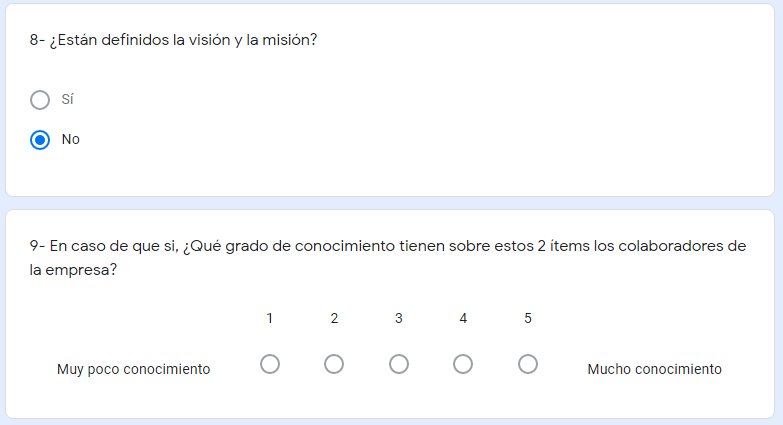 8- ¿Están definidos la visión y la misión?
Sí
No
9- En caso de que si, ¿Qué grado de conocimiento tienen sobre estos 2 ítems los colaboradores de
la empresa?
1 2 3 4 5
Muy poco conocimiento Mucho conocimiento